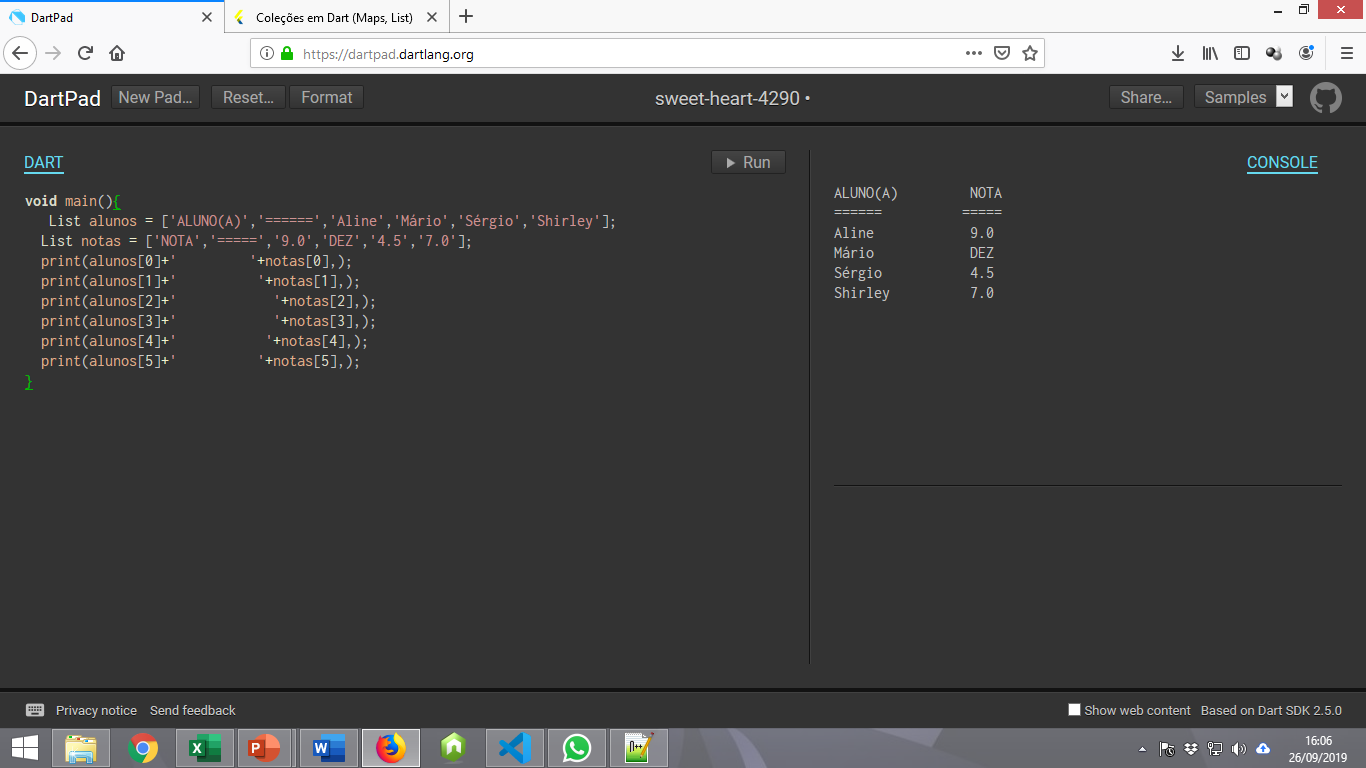 DartPad
Coleções em Dart (Maps, List)
https://dartpad.dartlang.org
DartPad New Pad... Reset... Format sweet-heart-4290 • Share... Samples
DART Run
void main(){
   List alunos = ['ALUNO(A)','======','Aline','Mário','Sérgio','Shirley'];
  List notas = ['NOTA','=====','9.0','DEZ','4.5','7.0'];
  print(alunos[0]+'         '+notas[0],);
  print(alunos[1]+'          '+notas[1],);
  print(alunos[2]+'            '+notas[2],);
  print(alunos[3]+'            '+notas[3],);
  print(alunos[4]+'           '+notas[4],);
  print(alunos[5]+'          '+notas[5],);
}
CONSOLE
ALUNO(A)         NOTA
======          =====
Aline            9.0
Mário            DEZ
Sérgio           4.5
Shirley          7.0
Privacy notice Send feedback Show web content Based on Dart SDK 2.5.0
16:06
26/09/2019